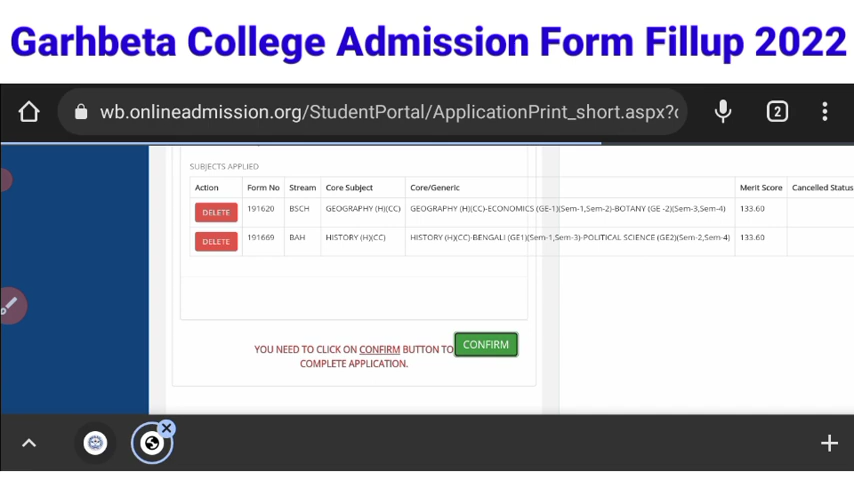 Garhbeta College Admission Form Fillup 2022
wb.onlineadmission.org/StudentPortal/ApplicationPrint_short.aspx?
2
SUBJECTS APPLIED
Action Form No Stream Core Subject Core/Generic Merit Score Cancelled Status
DELETE 191620 BSCH GEOGRAPHY (H)(CC) GEOGRAPHY (H)(CC)-ECONOMICS (GE-1)(Sem-1,Sem-2)-BOTANY (GE -2)(Sem-3,Sem-4) 133.60
DELETE 191669 BAH HISTORY (H)(CC) HISTORY (H)(CC)-BENGALI (GE1)(Sem-1,Sem-3)-POLITICAL SCIENCE (GE2)(Sem-2,Sem-4) 133.60
YOU NEED TO CLICK ON CONFIRM BUTTON TO CONFIRM
COMPLETE APPLICATION.